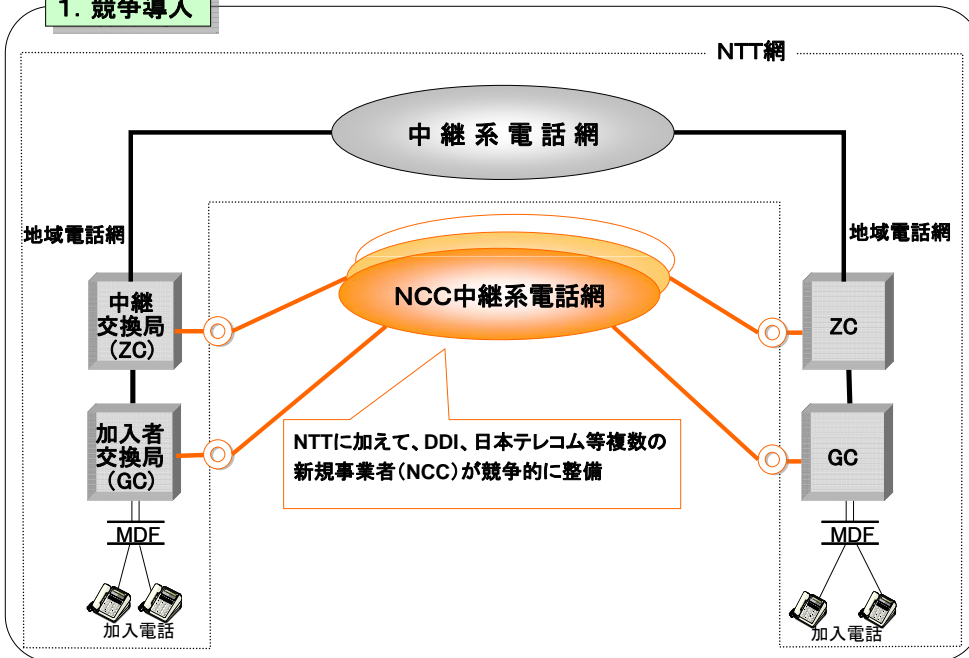 1. 競争導入
NTT網
中継系電話網
地域電話網
地域電話網
NCC中継系電話網
中継
交換局
(ZC)
ZC
加入者
交換局
(GC)
NTTに加えて、DDI、日本テレコム等複数の
新規事業者(NCC)が競争的に整備
GC
MDF
MDF
加入電話
加入電話